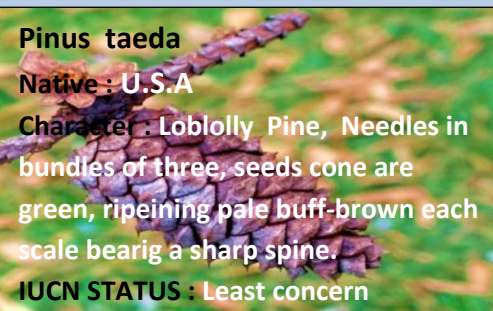 Pinus taeda
Native : U.S.A
Character : Loblolly Pine, Needles in
bundles of three, seeds cone are
green, ripeining pale buff-brown each
scale bearig a sharp spine.
IUCN STATUS : Least concern